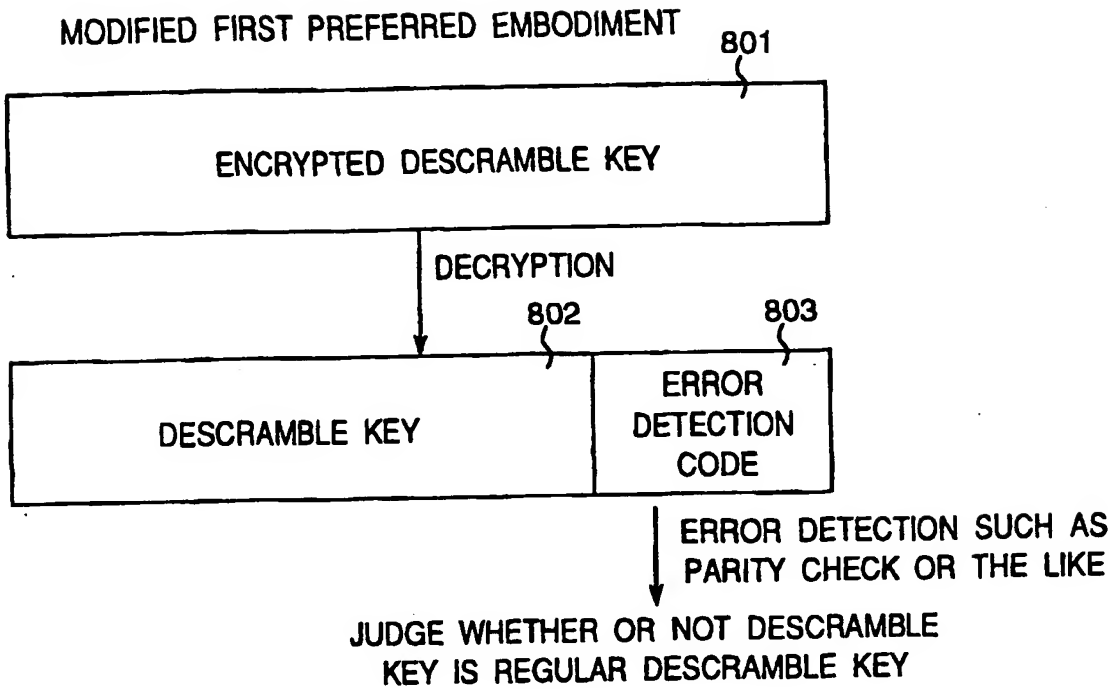 MODIFIED FIRST PREFERRED EMBODIMENT
801
ENCRYPTED DESCRAMBLE KEY
DECRYPTION
802
803
DESCRAMBLE KEY
ERROR
DETECTION
CODE
ERROR DETECTION SUCH AS
PARITY CHECK OR THE LIKE
JUDGE WHETHER OR NOT DESCRAMBLE
KEY IS REGULAR DESCRAMBLE KEY